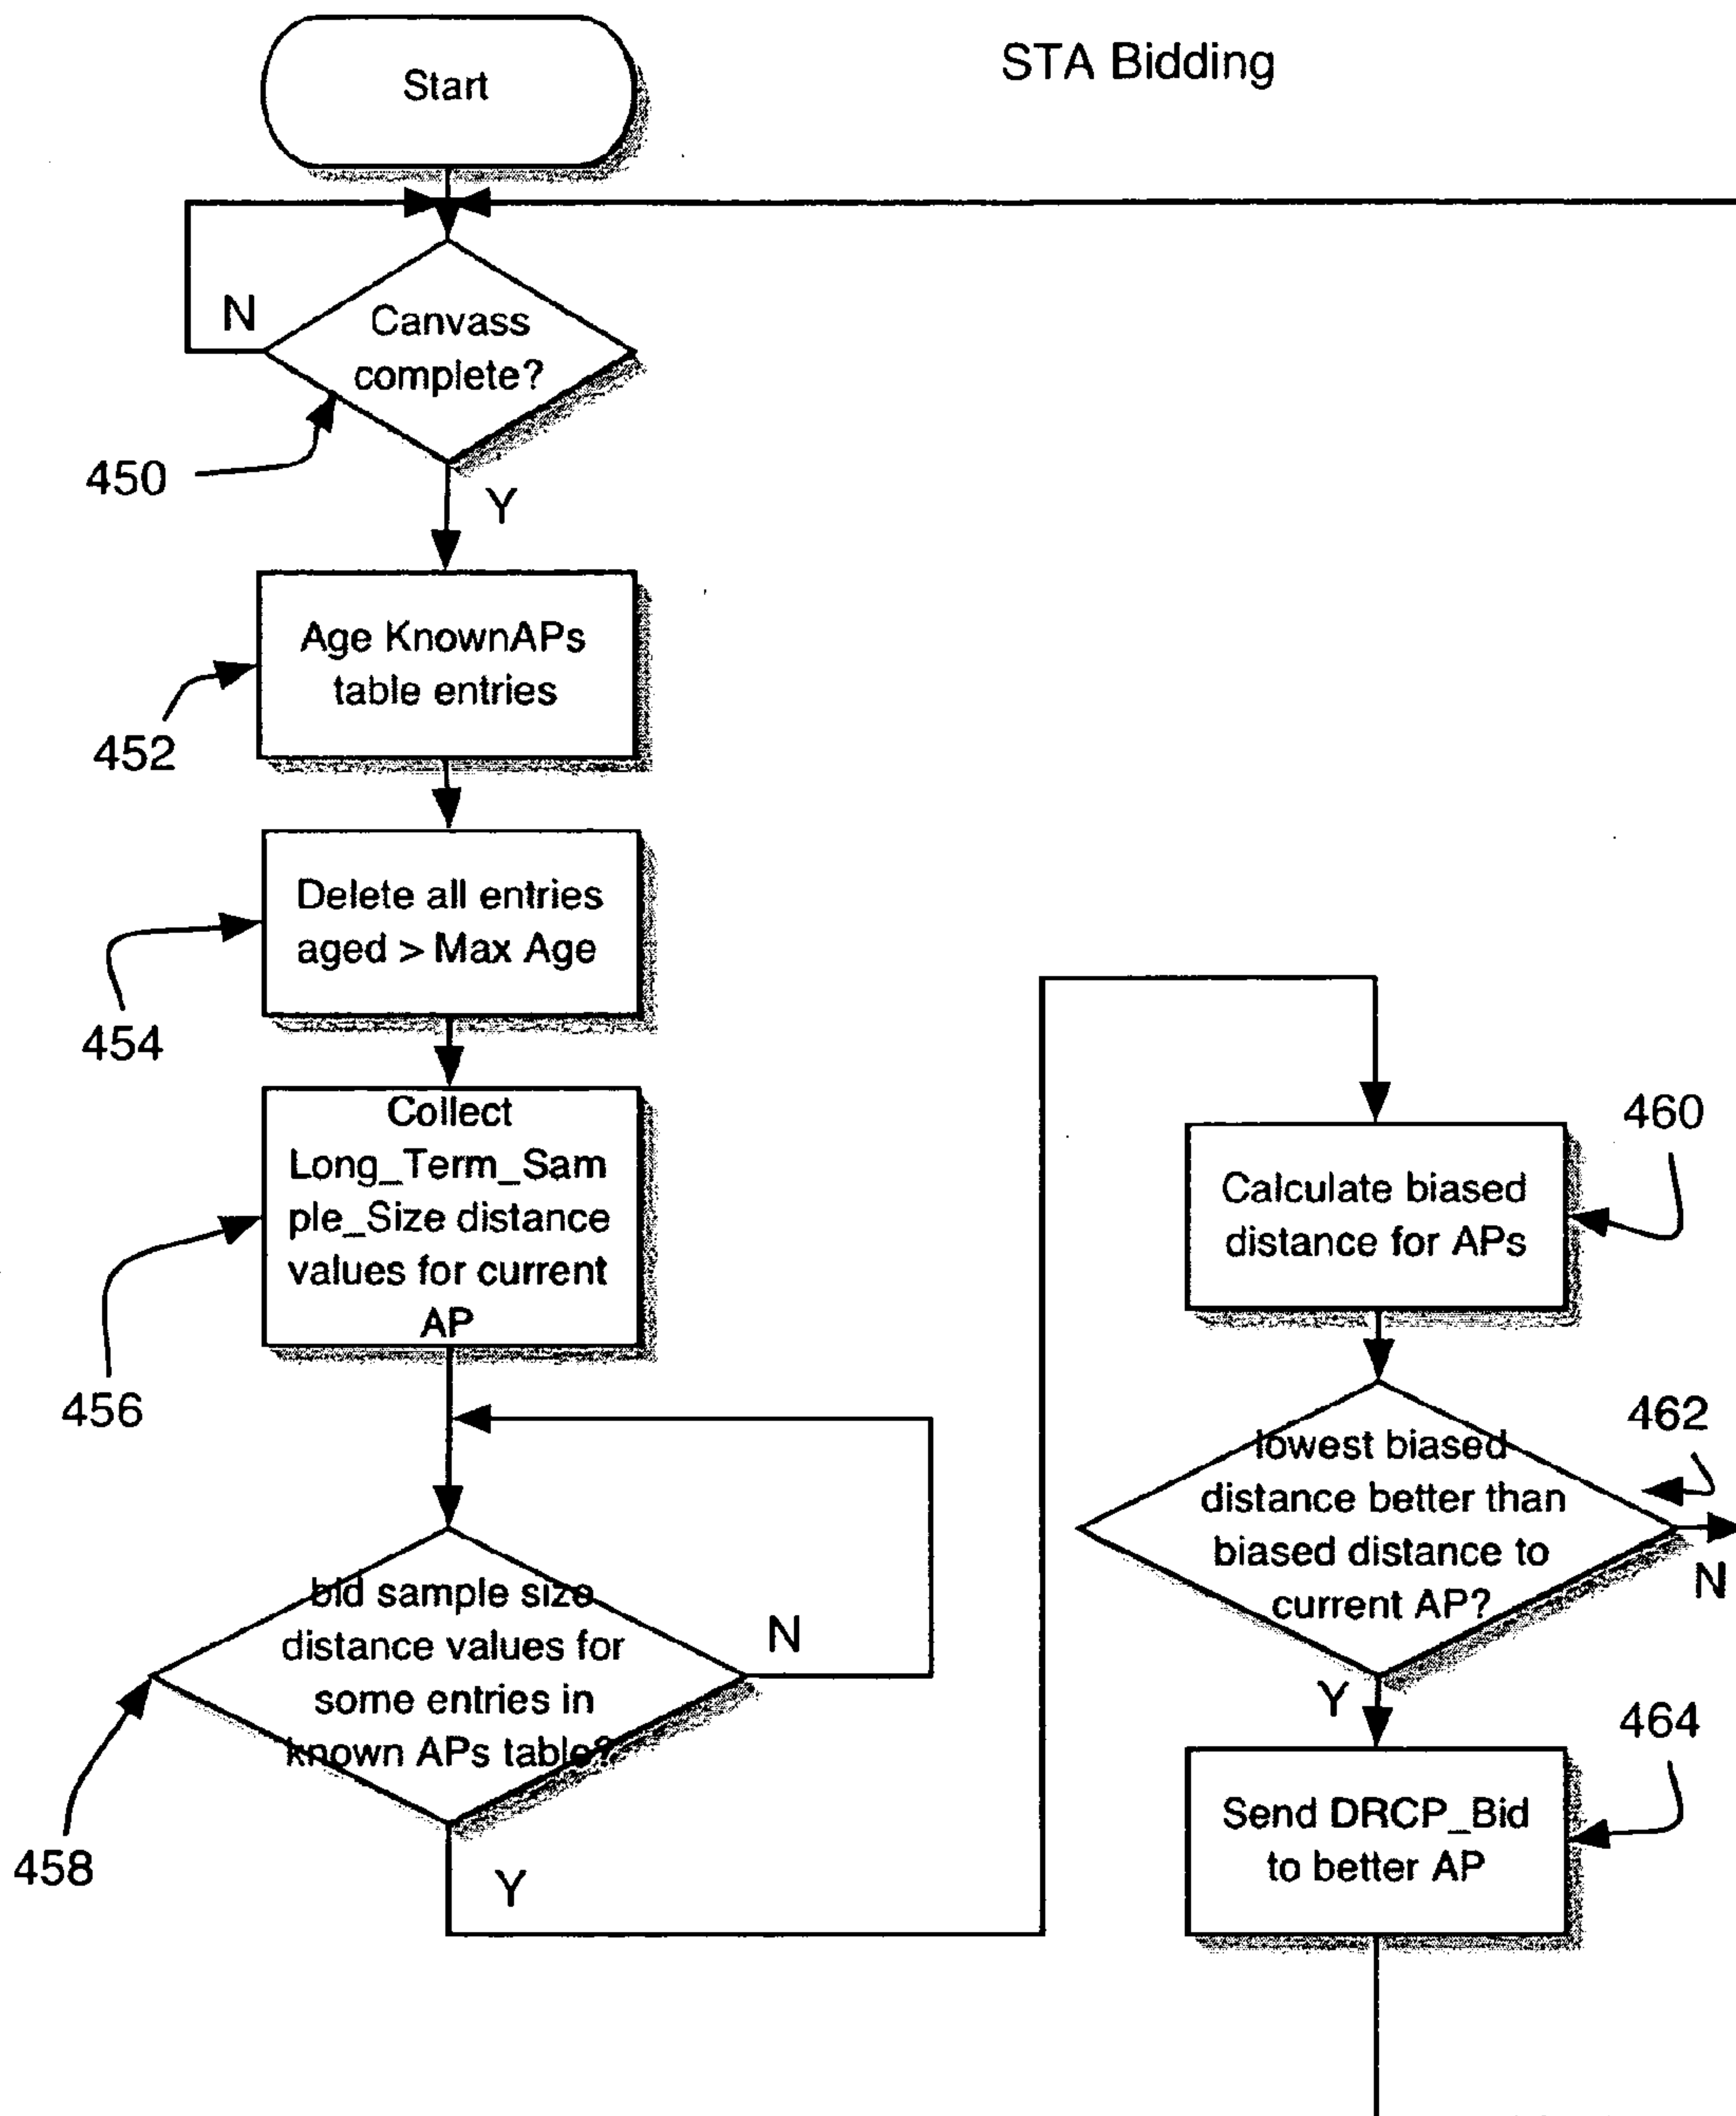 STA Bidding
Start
N
Canvass
complete?
450
Y
Age KnownAPs
table entries
452
Delete all entries
aged > Max Age
454
Collect
Long_Term_Sam
ple_Size distance
values for current
AP
456
bid sample size
distance values for
some entries in
known APs table?
N
458
Y
460
Calculate biased
distance for APs
462
lowest biased
distance better than
biased distance to
current AP?
N
Y
464
Send DRCP_Bid
to better AP